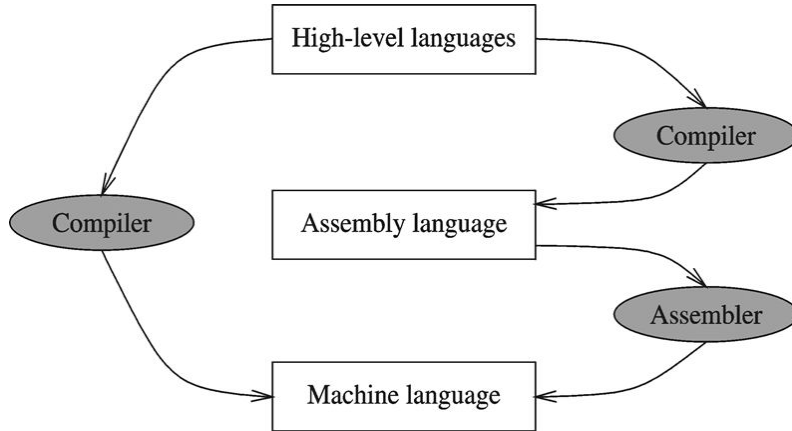 High-level languages
Compiler
Compiler
Assembly language
Assembler
Machine language